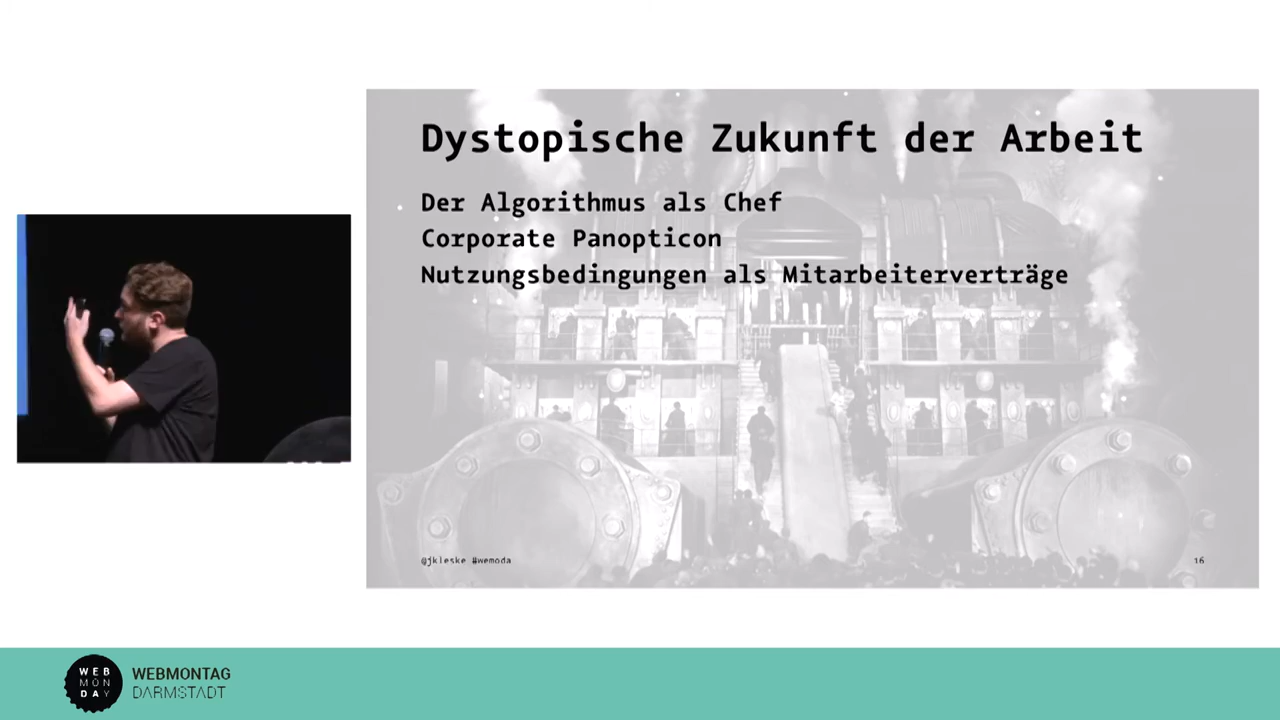 Dystopische Zukunft der Arbeit
Der Algorithmus als Chef
Corporate Panopticon
Nutzungsbedingungen als Mitarbeiterverträge
@jkleske #wemoda
16
WEB
MON
DAY
WEBMONTAG
DARMSTADT